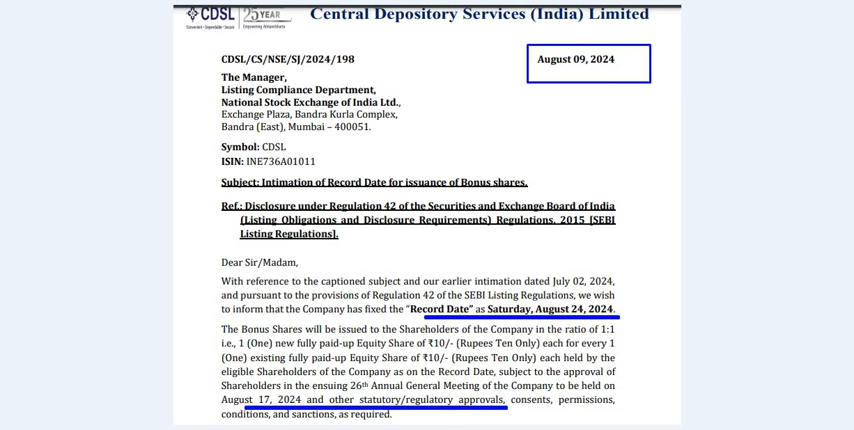 CDSL 25 YEAR Central Depository Services (India) Limited
Convenient • Dependable • Secure Empowering Atmanirbharta
CDSL/CS/NSE/SJ/2024/198 August 09, 2024
The Manager,
Listing Compliance Department,
National Stock Exchange of India Ltd.,
Exchange Plaza, Bandra Kurla Complex,
Bandra (East), Mumbai – 400051.
Symbol: CDSL
ISIN: INE736A01011
Subject: Intimation of Record Date for issuance of Bonus shares.
Ref.: Disclosure under Regulation 42 of the Securities and Exchange Board of India
(Listing Obligations and Disclosure Requirements) Regulations, 2015 [SEBI
Listing Regulations].
Dear Sir/Madam,
With reference to the captioned subject and our earlier intimation dated July 02, 2024,
and pursuant to the provisions of Regulation 42 of the SEBI Listing Regulations, we wish
to inform that the Company has fixed the “Record Date” as Saturday, August 24, 2024.
The Bonus Shares will be issued to the Shareholders of the Company in the ratio of 1:1
i.e., 1 (One) new fully paid-up Equity Share of ₹10/- (Rupees Ten Only) each for every 1
(One) existing fully paid-up Equity Share of ₹10/- (Rupees Ten Only) each held by the
eligible Shareholders of the Company as on the Record Date, subject to the approval of
Shareholders in the ensuing 26th Annual General Meeting of the Company to be held on
August 17, 2024 and other statutory/regulatory approvals, consents, permissions,
conditions, and sanctions, as required.